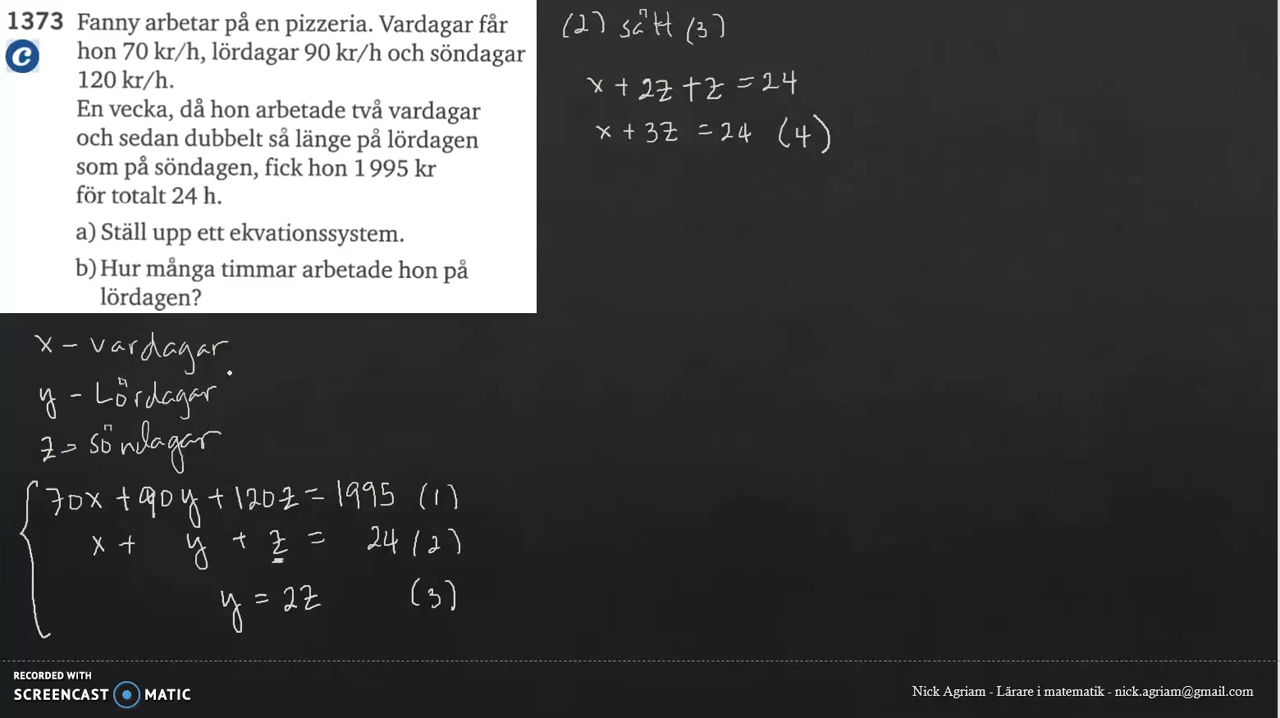 1373 Fanny arbetar på en pizzeria. Vardagar får
hon 70 kr/h, lördagar 90 kr/h och söndagar
120 kr/h.
En vecka, då hon arbetade två vardagar
och sedan dubbelt så länge på lördagen
som på söndagen, fick hon 1 995 kr
för totalt 24 h.
a) Ställ upp ett ekvationssystem.
b) Hur många timmar arbetade hon på
lördagen?
C
x - vardagar
y - Lördagar
z = söndagar
70x + 90y + 120z = 1995 (1)
x + y + z = 24 (2)
y = 2z (3)
(2) sätt (3)
x + 2z + z = 24
x + 3z = 24 (4)
RECORDED WITH
SCREENCAST O MATIC
Nick Agriam - Lärare i matematik - nick.agriam@gmail.com